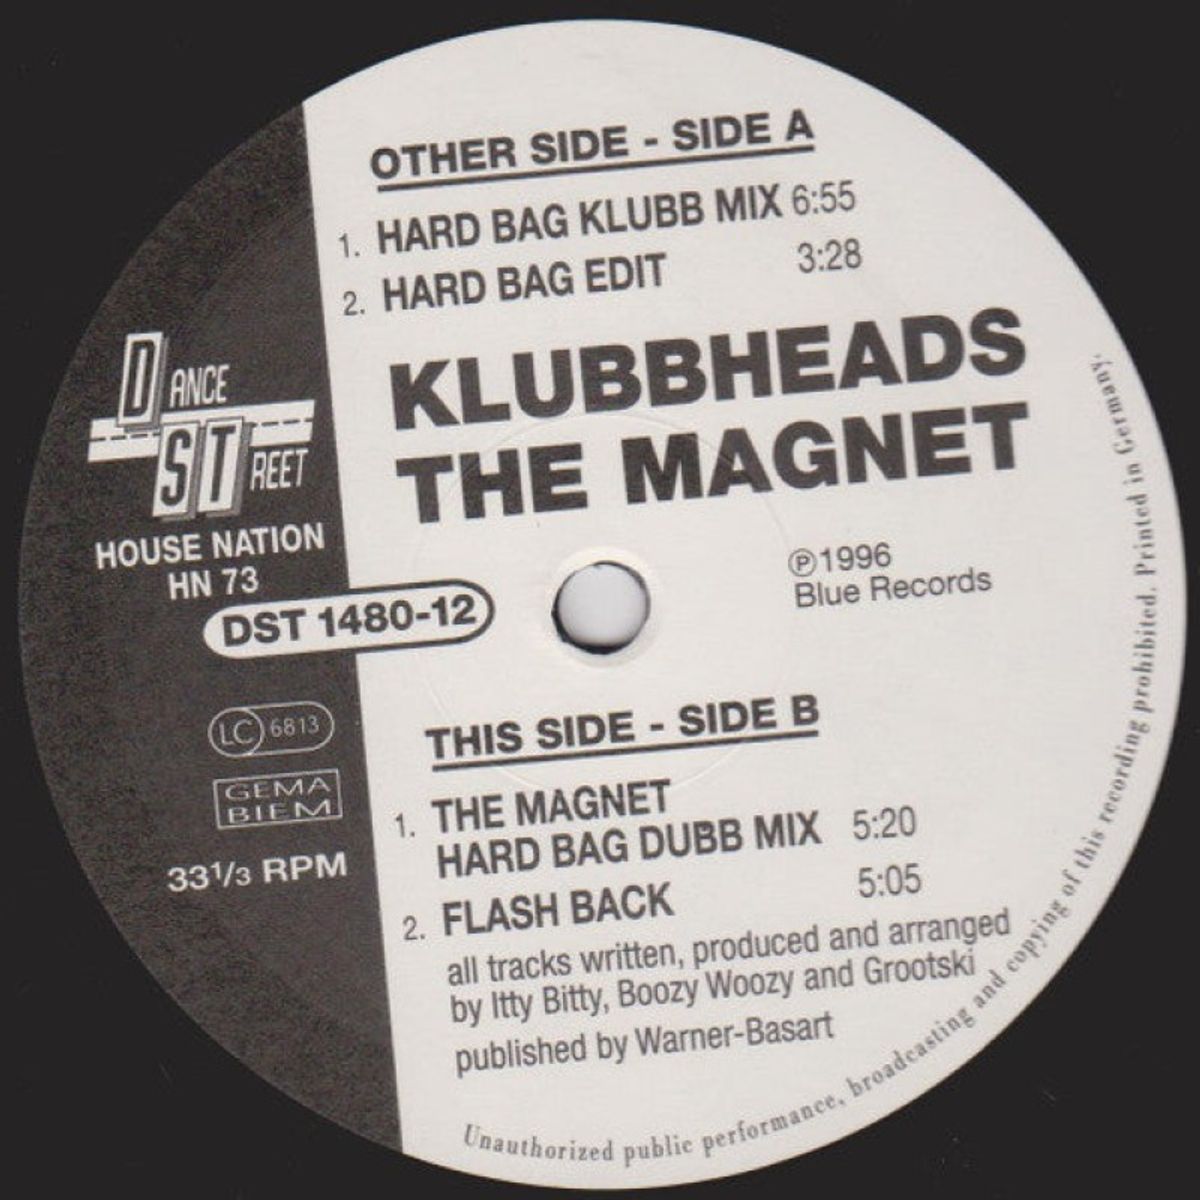 OTHER SIDE - SIDE A
1. HARD BAG KLUBB MIX 6:55
2. HARD BAG EDIT 3:28
KLUBBHEADS
THE MAGNET
DANCE
STREET
HOUSE NATION
HN 73
DST 1480-12
℗1996
Blue Records
LC 6813
GEMA
BIEM
33 1/3 RPM
THIS SIDE - SIDE B
1. THE MAGNET
HARD BAG DUBB MIX 5:20
2. FLASH BACK 5:05
all tracks written, produced and arranged
by Itty Bitty, Boozy Woozy and Grootski
published by Warner-Basart
Unauthorized public performance, broadcasting and copying of this recording prohibited. Printed in Germany.